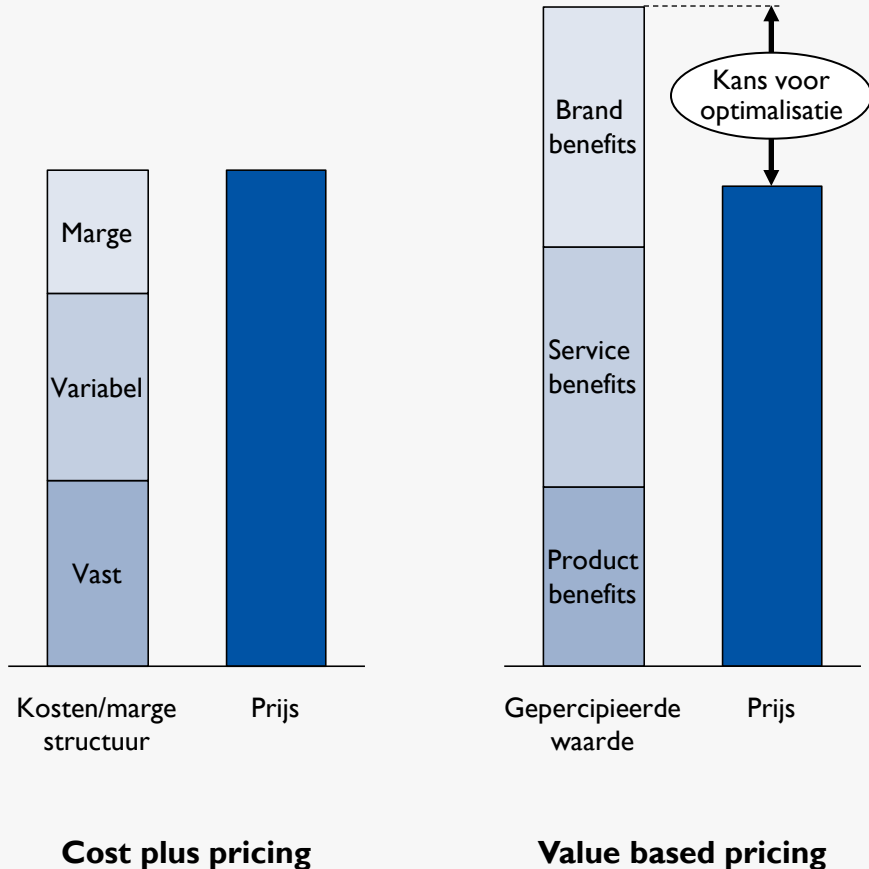 Marge
Variabel
Vast
Kosten/marge
structuur
Prijs
Cost plus pricing
Kans voor
optimalisatie
Brand
benefits
Service
benefits
Product
benefits
Gepercipieerde
waarde
Prijs
Value based pricing